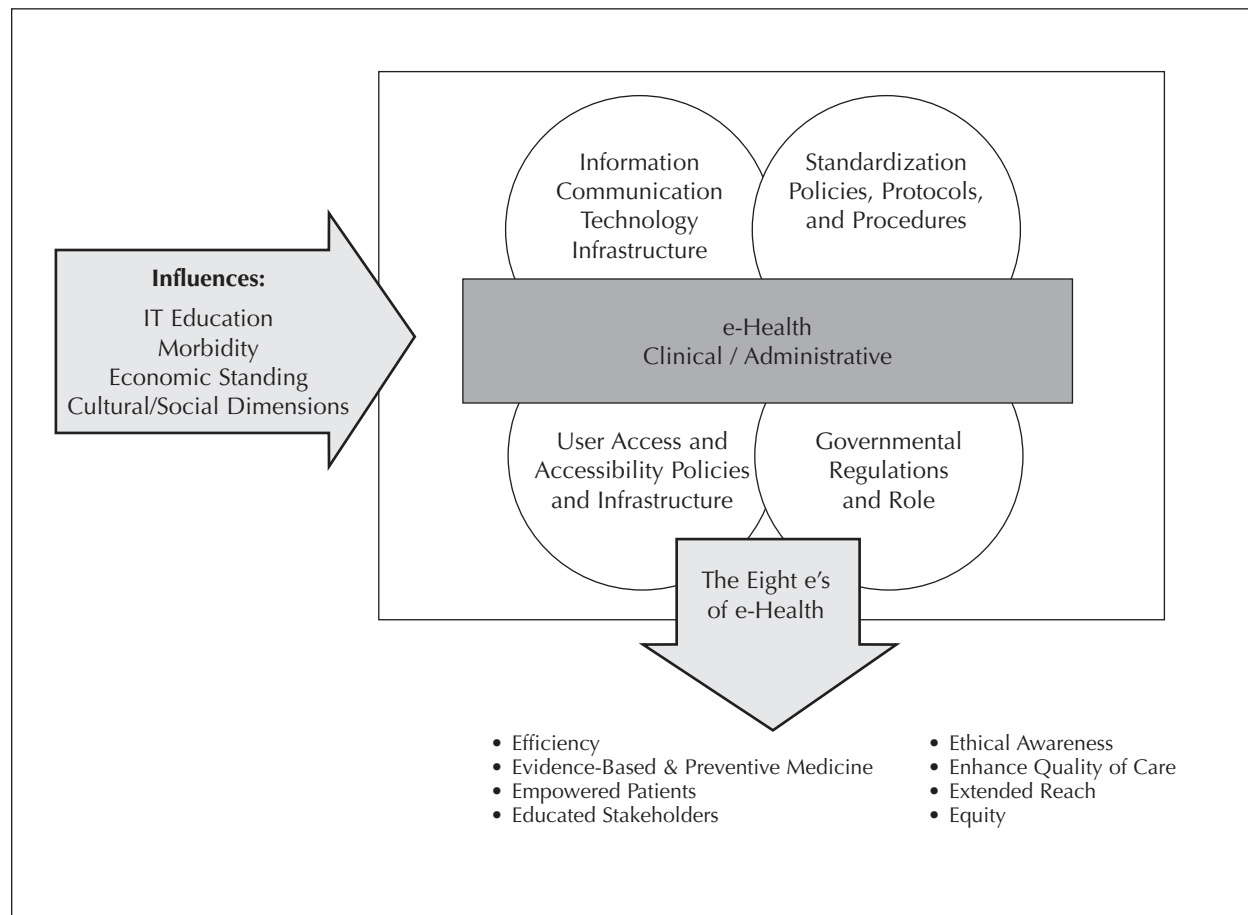 Information
Communication
Technology
Infrastructure
Standardization
Policies, Protocols,
and Procedures
Influences:
IT Education
Morbidity
Economic Standing
Cultural/Social Dimensions
e-Health
Clinical / Administrative
User Access and
Accessibility Policies
and Infrastructure
Governmental
Regulations
and Role
The Eight e's
of e-Health
• Efficiency
• Evidence-Based & Preventive Medicine
• Empowered Patients
• Educated Stakeholders
• Ethical Awareness
• Enhance Quality of Care
• Extended Reach
• Equity